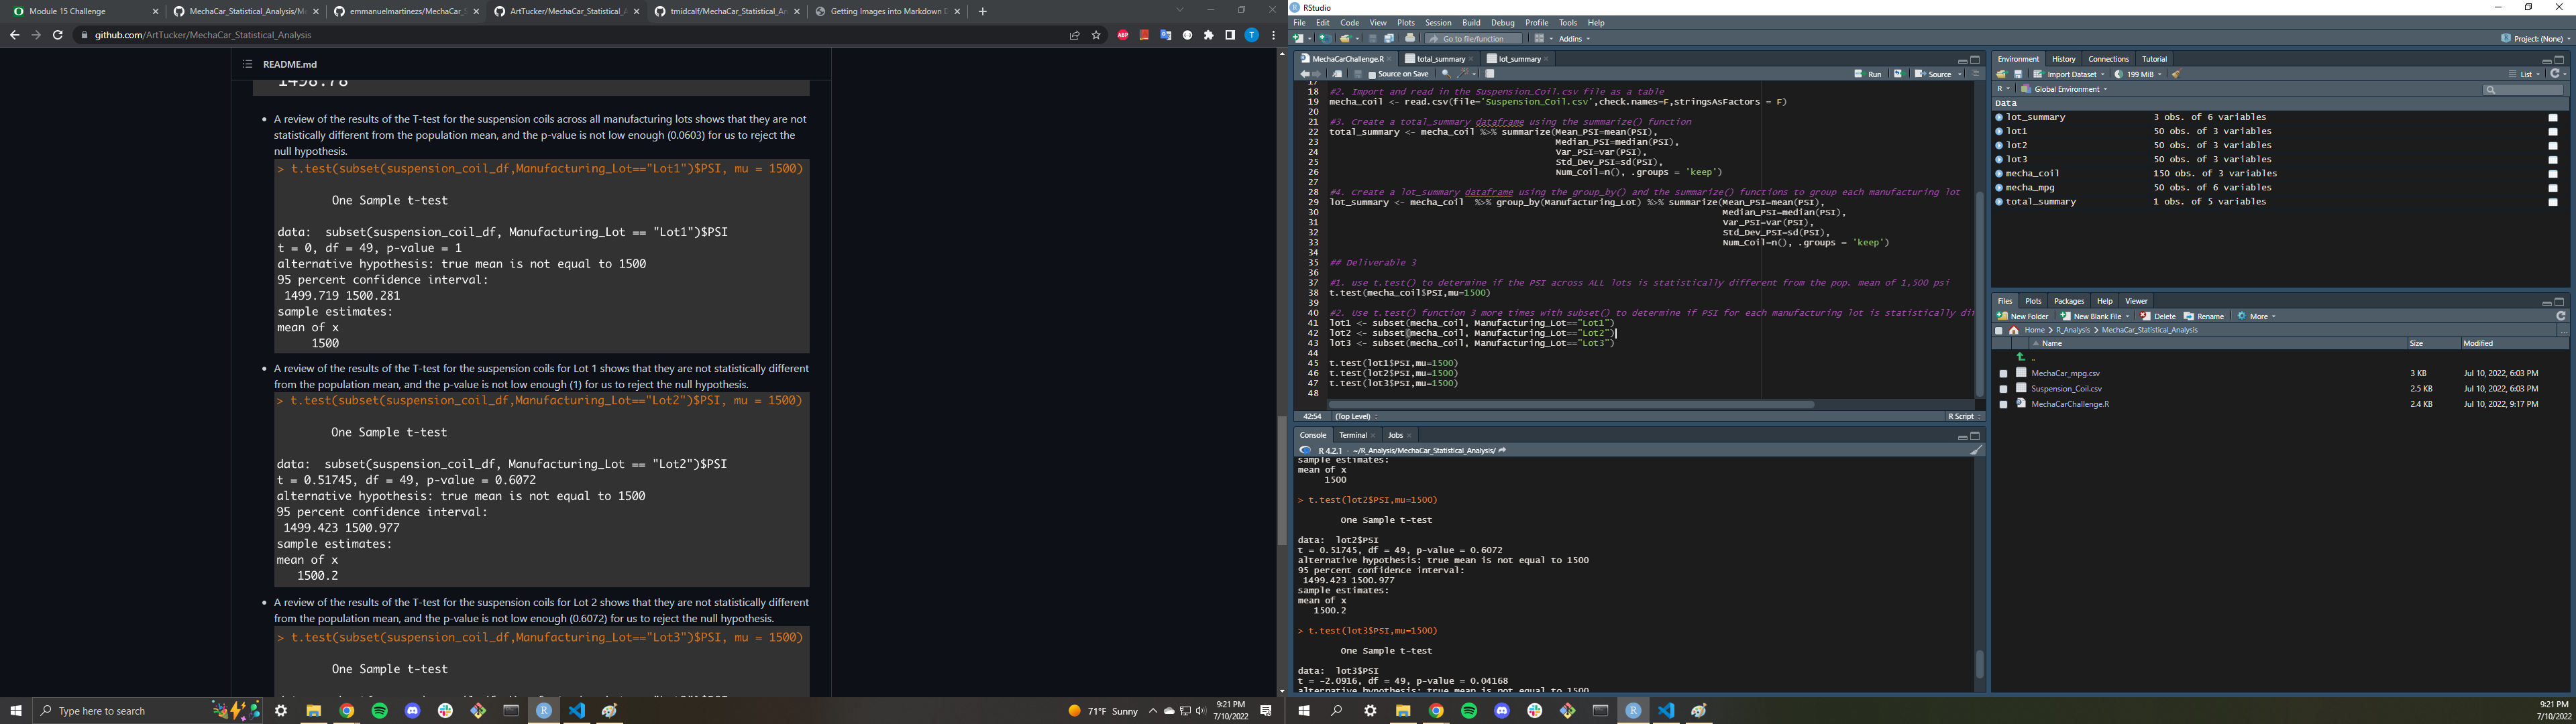 Module 15 Challenge
MechaCar_Statistical_Analysis/Me
emmanuelmartinezs/MechaCar_S
ArtTucker/MechaCar_Statistical_A
tmidcalf/MechaCar_Statistical_An
Getting Images into Markdown D
github.com/ArtTucker/MechaCar_Statistical_Analysis
README.md
1498.78
A review of the results of the T-test for the suspension coils across all manufacturing lots shows that they are not
statistically different from the population mean, and the p-value is not low enough (0.0603) for us to reject the
null hypothesis.
> t.test(subset(suspension_coil_df,Manufacturing_Lot=="Lot1")$PSI, mu = 1500)
One Sample t-test
data:  subset(suspension_coil_df, Manufacturing_Lot == "Lot1")$PSI
t = 0, df = 49, p-value = 1
alternative hypothesis: true mean is not equal to 1500
95 percent confidence interval:
1499.719 1500.281
sample estimates:
mean of x
1500
A review of the results of the T-test for the suspension coils for Lot 1 shows that they are not statistically different
from the population mean, and the p-value is not low enough (1) for us to reject the null hypothesis.
> t.test(subset(suspension_coil_df,Manufacturing_Lot=="Lot2")$PSI, mu = 1500)
One Sample t-test
data:  subset(suspension_coil_df, Manufacturing_Lot == "Lot2")$PSI
t = 0.51745, df = 49, p-value = 0.6072
alternative hypothesis: true mean is not equal to 1500
95 percent confidence interval:
1499.423 1500.977
sample estimates:
mean of x
1500.2
A review of the results of the T-test for the suspension coils for Lot 2 shows that they are not statistically different
from the population mean, and the p-value is not low enough (0.6072) for us to reject the null hypothesis.
> t.test(subset(suspension_coil_df,Manufacturing_Lot=="Lot3")$PSI, mu = 1500)
One Sample t-test
Type here to search
71°F Sunny
9:21 PM
7/10/2022
RStudio
File Edit Code View Plots Session Build Debug Profile Tools Help
Go to file/function
Addins
Project: (None)
MechaCarChallenge.R
total_summary
lot_summary
Source on Save
Run
Source
17
18 #2. Import and read in the Suspension_Coil.csv file as a table
19 mecha_coil <- read.csv(file='Suspension_Coil.csv',check.names=F,stringsAsFactors = F)
20
21 #3. Create a total_summary dataframe using the summarize() function
22 total_summary <- mecha_coil %>% summarize(Mean_PSI=mean(PSI),
23 Median_PSI=median(PSI),
24 Var_PSI=var(PSI),
25 Std_Dev_PSI=sd(PSI),
26 Num_Coil=n(), .groups = 'keep')
27
28 #4. Create a lot_summary dataframe using the group_by() and the summarize() functions to group each manufacturing lot
29 lot_summary <- mecha_coil  %>% group_by(Manufacturing_Lot) %>% summarize(Mean_PSI=mean(PSI),
30 Median_PSI=median(PSI),
31 Var_PSI=var(PSI),
32 Std_Dev_PSI=sd(PSI),
33 Num_Coil=n(), .groups = 'keep')
34
35 ## Deliverable 3
36
37 #1. use t.test() to determine if the PSI across ALL lots is statistically different from the pop. mean of 1,500 psi
38 t.test(mecha_coil$PSI,mu=1500)
39
40 #2. Use t.test() function 3 more times with subset() to determine if PSI for each manufacturing lot is statistically di
41 lot1 <- subset(mecha_coil, Manufacturing_Lot=="Lot1")
42 lot2 <- subset(mecha_coil, Manufacturing_Lot=="Lot2")
43 lot3 <- subset(mecha_coil, Manufacturing_Lot=="Lot3")
44
45 t.test(lot1$PSI,mu=1500)
46 t.test(lot2$PSI,mu=1500)
47 t.test(lot3$PSI,mu=1500)
48
42:54 (Top Level) R Script
Console Terminal Jobs
R 4.2.1 · ~/R_Analysis/MechaCar_Statistical_Analysis/
sample estimates:
mean of x
1500
> t.test(lot2$PSI,mu=1500)
One Sample t-test
data:  lot2$PSI
t = 0.51745, df = 49, p-value = 0.6072
alternative hypothesis: true mean is not equal to 1500
95 percent confidence interval:
1499.423 1500.977
sample estimates:
mean of x
1500.2
> t.test(lot3$PSI,mu=1500)
One Sample t-test
data:  lot3$PSI
t = -2.0916, df = 49, p-value = 0.04168
alternative hypothesis: true mean is not equal to 1500
Environment History Connections Tutorial
Import Dataset
199 MiB
List
R
Global Environment
Data
lot_summary 3 obs. of 6 variables
lot1 50 obs. of 3 variables
lot2 50 obs. of 3 variables
lot3 50 obs. of 3 variables
mecha_coil 150 obs. of 3 variables
mecha_mpg 50 obs. of 6 variables
total_summary 1 obs. of 5 variables
Files Plots Packages Help Viewer
New Folder New Blank File Delete Rename More
Home R_Analysis MechaCar_Statistical_Analysis
Name Size Modified
..
MechaCar_mpg.csv 3 KB Jul 10, 2022, 6:03 PM
Suspension_Coil.csv 2.5 KB Jul 10, 2022, 6:03 PM
MechaCarChallenge.R 2.4 KB Jul 10, 2022, 9:17 PM
9:21 PM
7/10/2022